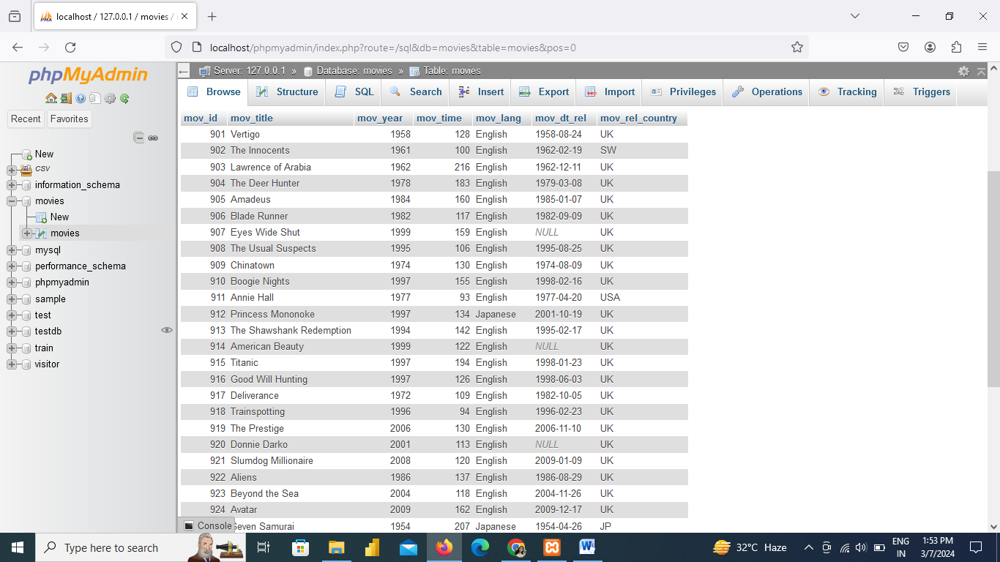 localhost / 127.0.0.1 / movies /
localhost/phpmyadmin/index.php?route=/sql&db=movies&table=movies&pos=0
phpMyAdmin
Recent Favorites
New
csv
information_schema
movies
New
movies
mysql
performance_schema
phpmyadmin
sample
test
testdb
train
visitor
Server: 127.0.0.1 » Database: movies » Table: movies
Browse Structure SQL Search Insert Export Import Privileges Operations Tracking Triggers
mov_id mov_title mov_year mov_time mov_lang mov_dt_rel mov_rel_country
901 Vertigo 1958 128 English 1958-08-24 UK
902 The Innocents 1961 100 English 1962-02-19 SW
903 Lawrence of Arabia 1962 216 English 1962-12-11 UK
904 The Deer Hunter 1978 183 English 1979-03-08 UK
905 Amadeus 1984 160 English 1985-01-07 UK
906 Blade Runner 1982 117 English 1982-09-09 UK
907 Eyes Wide Shut 1999 159 English NULL UK
908 The Usual Suspects 1995 106 English 1995-08-25 UK
909 Chinatown 1974 130 English 1974-08-09 UK
910 Boogie Nights 1997 155 English 1998-02-16 UK
911 Annie Hall 1977 93 English 1977-04-20 USA
912 Princess Mononoke 1997 134 Japanese 2001-10-19 UK
913 The Shawshank Redemption 1994 142 English 1995-02-17 UK
914 American Beauty 1999 122 English NULL UK
915 Titanic 1997 194 English 1998-01-23 UK
916 Good Will Hunting 1997 126 English 1998-06-03 UK
917 Deliverance 1972 109 English 1982-10-05 UK
918 Trainspotting 1996 94 English 1996-02-23 UK
919 The Prestige 2006 130 English 2006-11-10 UK
920 Donnie Darko 2001 113 English NULL UK
921 Slumdog Millionaire 2008 120 English 2009-01-09 UK
922 Aliens 1986 137 English 1986-08-29 UK
923 Beyond the Sea 2004 118 English 2004-11-26 UK
924 Avatar 2009 162 English 2009-12-17 UK
Console Seven Samurai 1954 207 Japanese 1954-04-26 JP
Type here to search
32°C Haze
ENG
IN
1:53 PM
3/7/2024